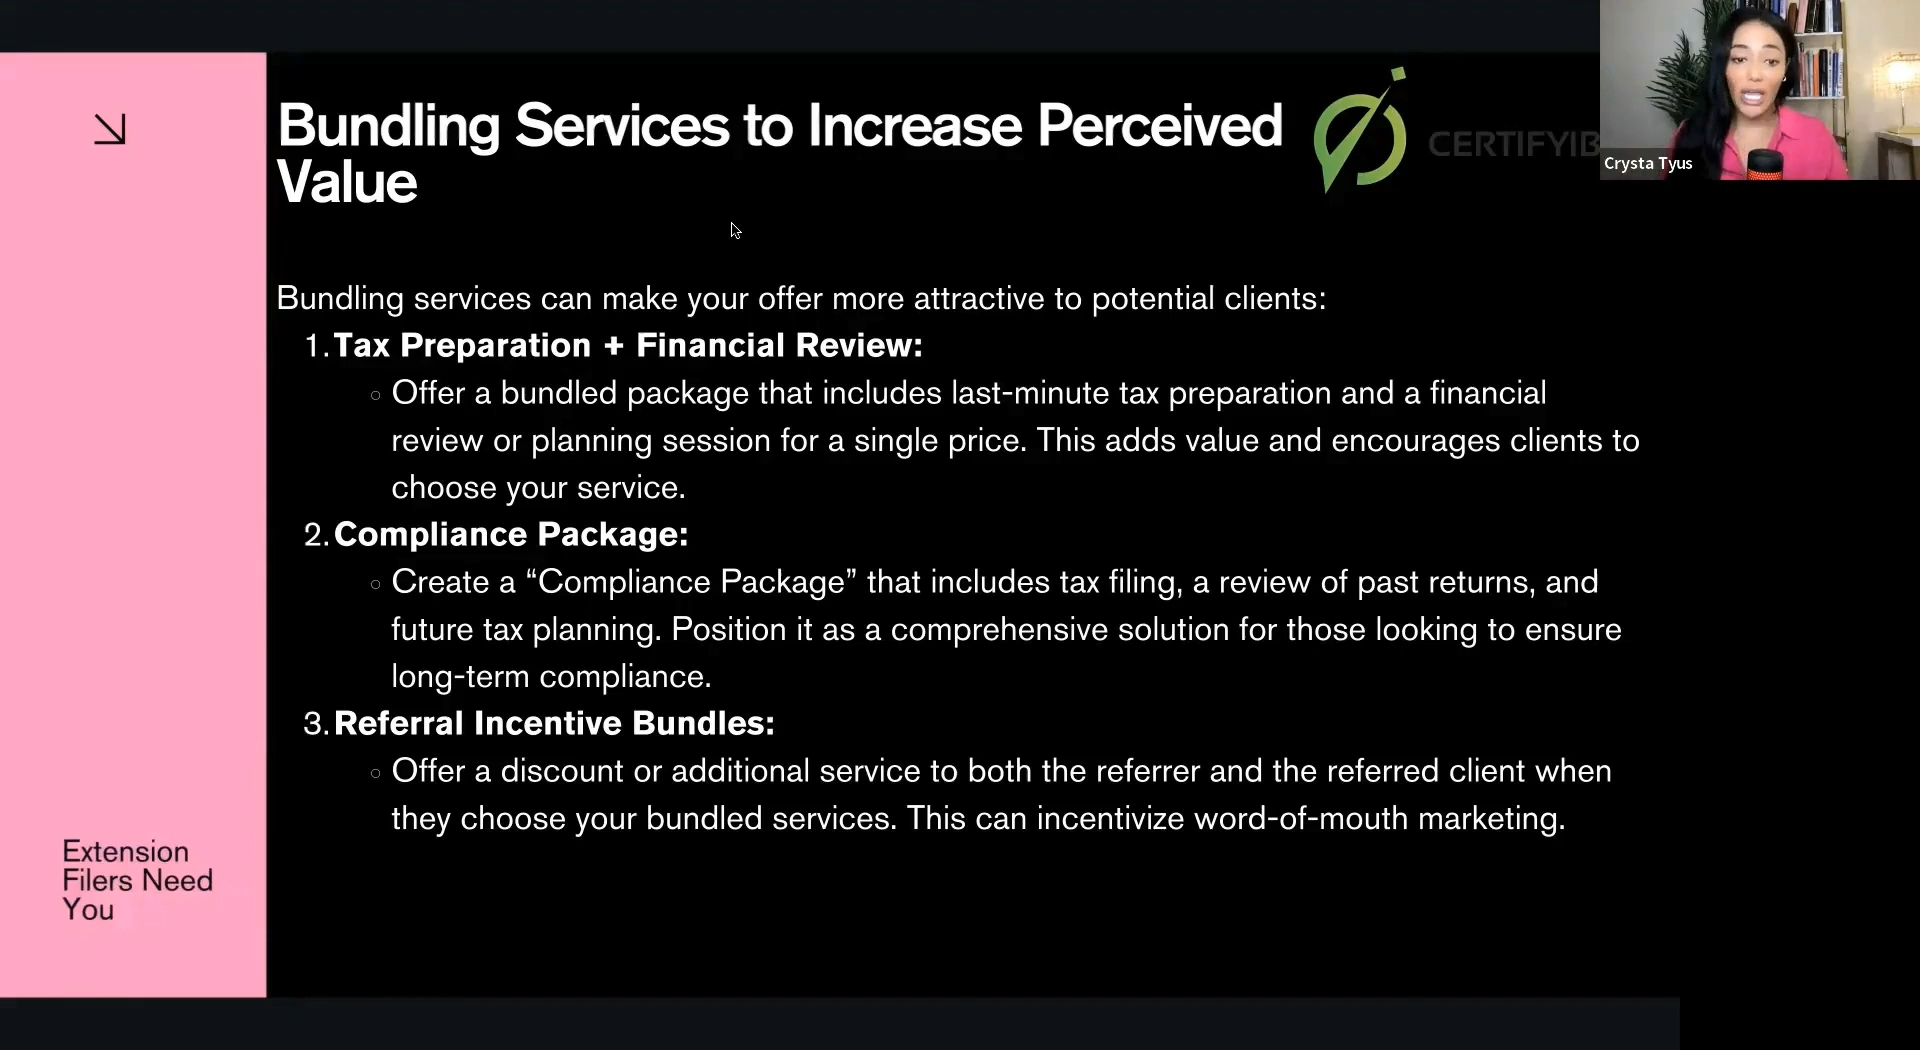 Bundling Services to Increase Perceived
Value
CERTIFYIB
Crysta Tyus
Bundling services can make your offer more attractive to potential clients:
1. Tax Preparation + Financial Review:
○ Offer a bundled package that includes last-minute tax preparation and a financial
review or planning session for a single price. This adds value and encourages clients to
choose your service.
2. Compliance Package:
○ Create a “Compliance Package” that includes tax filing, a review of past returns, and
future tax planning. Position it as a comprehensive solution for those looking to ensure
long-term compliance.
3. Referral Incentive Bundles:
○ Offer a discount or additional service to both the referrer and the referred client when
they choose your bundled services. This can incentivize word-of-mouth marketing.
Extension
Filers Need
You